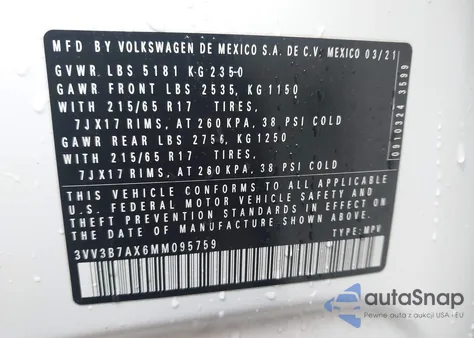 MFD BY VOLKSWAGEN DE MEXICO S.A. DE C.V. MEXICO 03/21
GVWR. LBS 5181 KG 2350
GAWR FRONT LBS 2535, KG 1150
WITH 215/65 R17 TIRES,
7JX17 RIMS, AT 260 KPA, 38 PSI COLD
GAWR REAR LBS 2756, KG 1250
WITH 215/65 R17 TIRES,
7JX17 RIMS, AT 260 KPA, 38 PSI COLD
THIS VEHICLE CONFORMS TO ALL APPLICABLE
U.S. FEDERAL MOTOR VEHICLE SAFETY AND
THEFT PREVENTION STANDARDS IN EFFECT ON
THE DATE OF MANUFACTURE SHOWN ABOVE.
3VV3B7AX6MM095759 TYPE: MPV
0910324 3599
autoSnap
Pewne auta z aukcji USA i EU